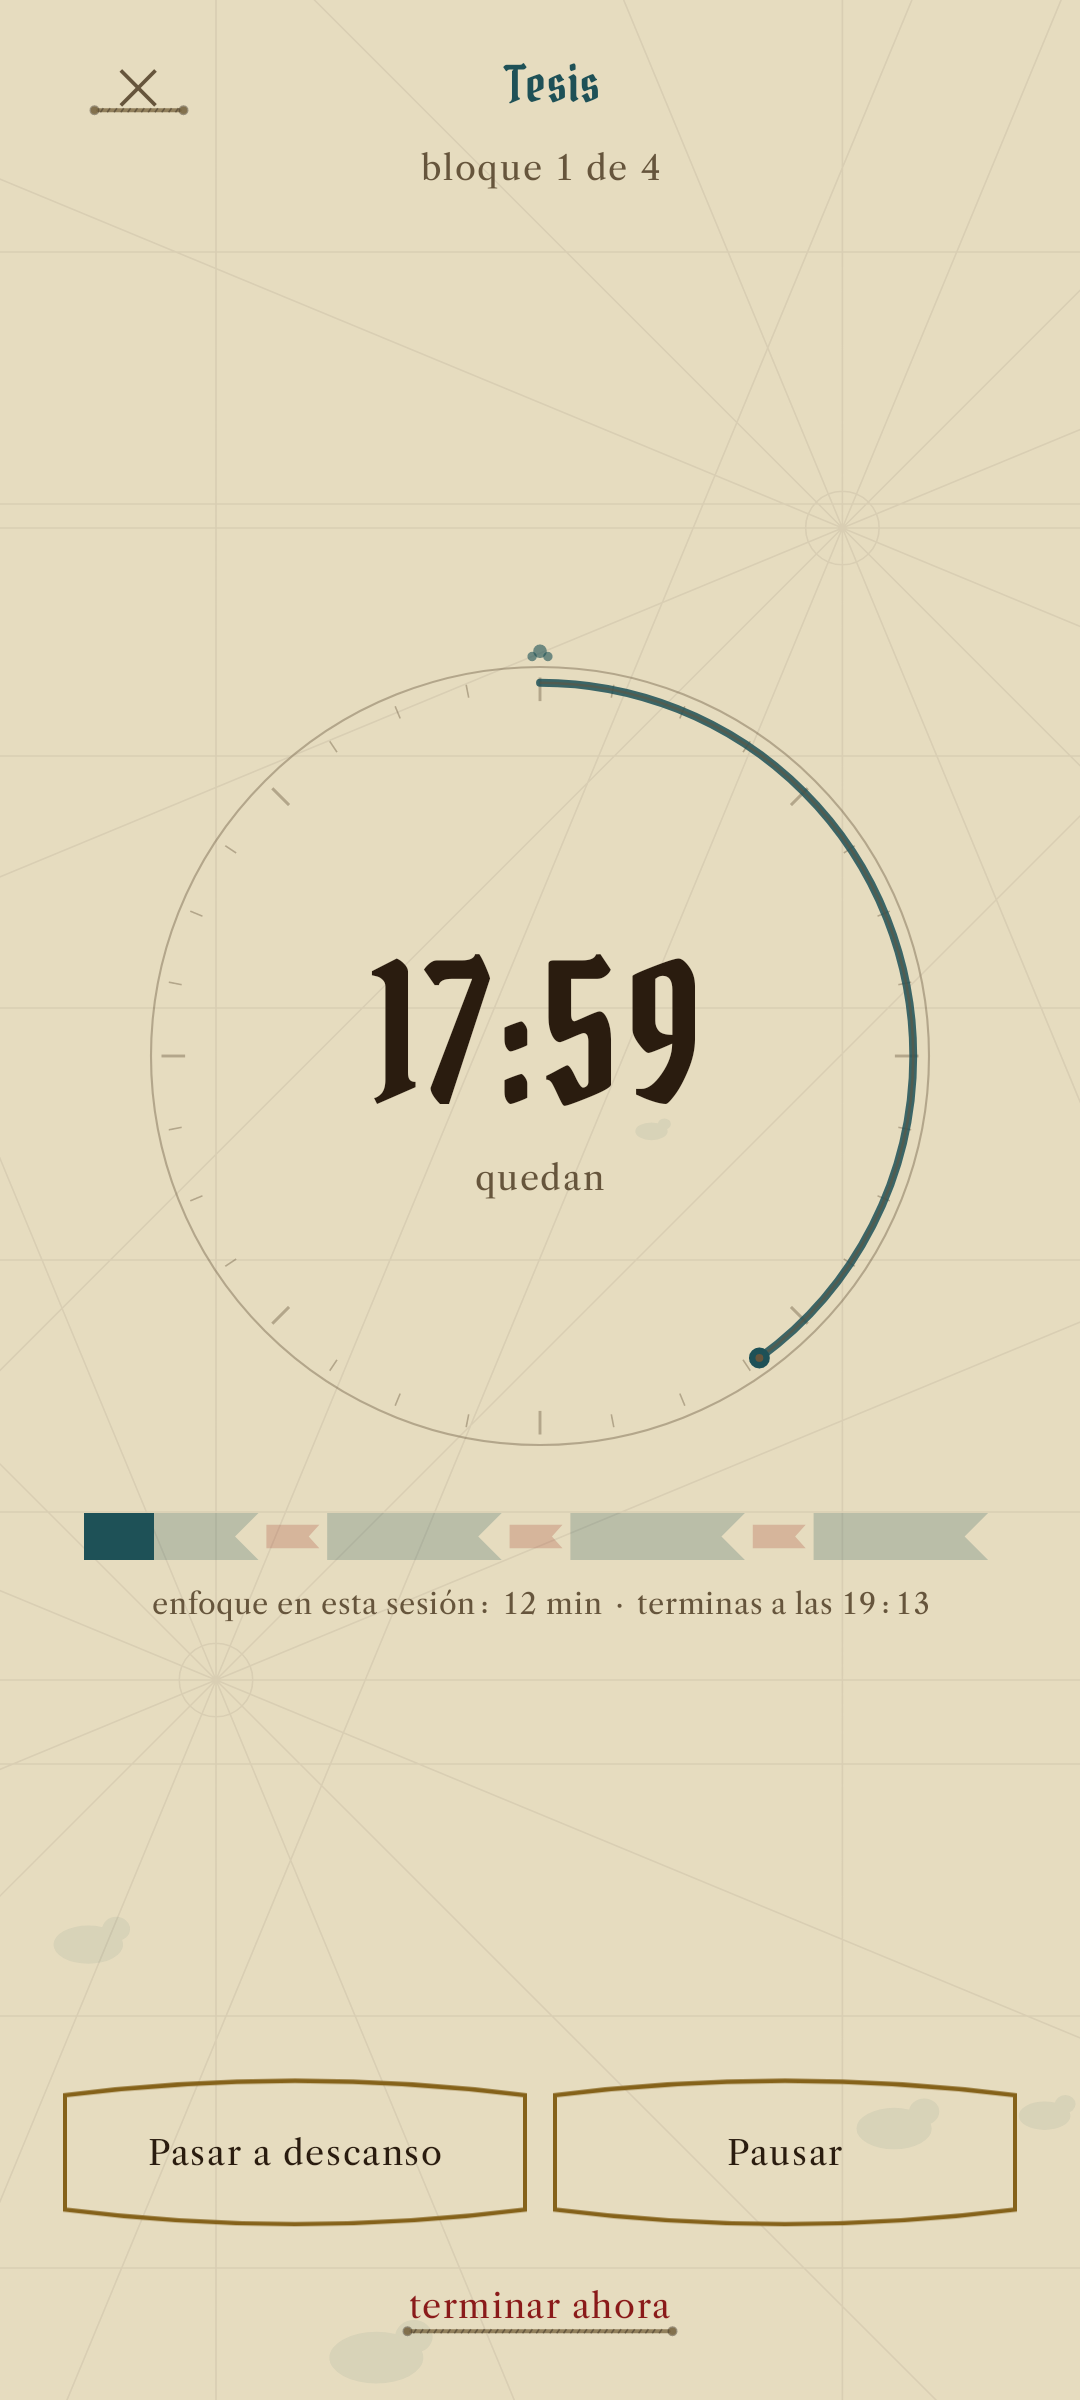 Tesis
bloque 1 de 4
17:59
quedan
enfoque en esta sesión: 12 min · terminas a las 19:13
Pasar a descanso
Pausar
terminar ahora